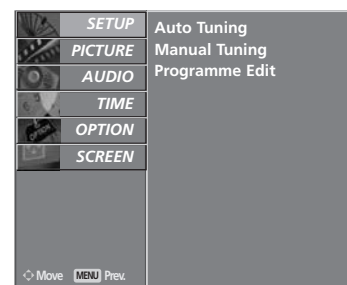 SETUP
PICTURE
AUDIO
TIME
OPTION
SCREEN
Auto Tuning
Manual Tuning
Programme Edit
Move MENU Prev.